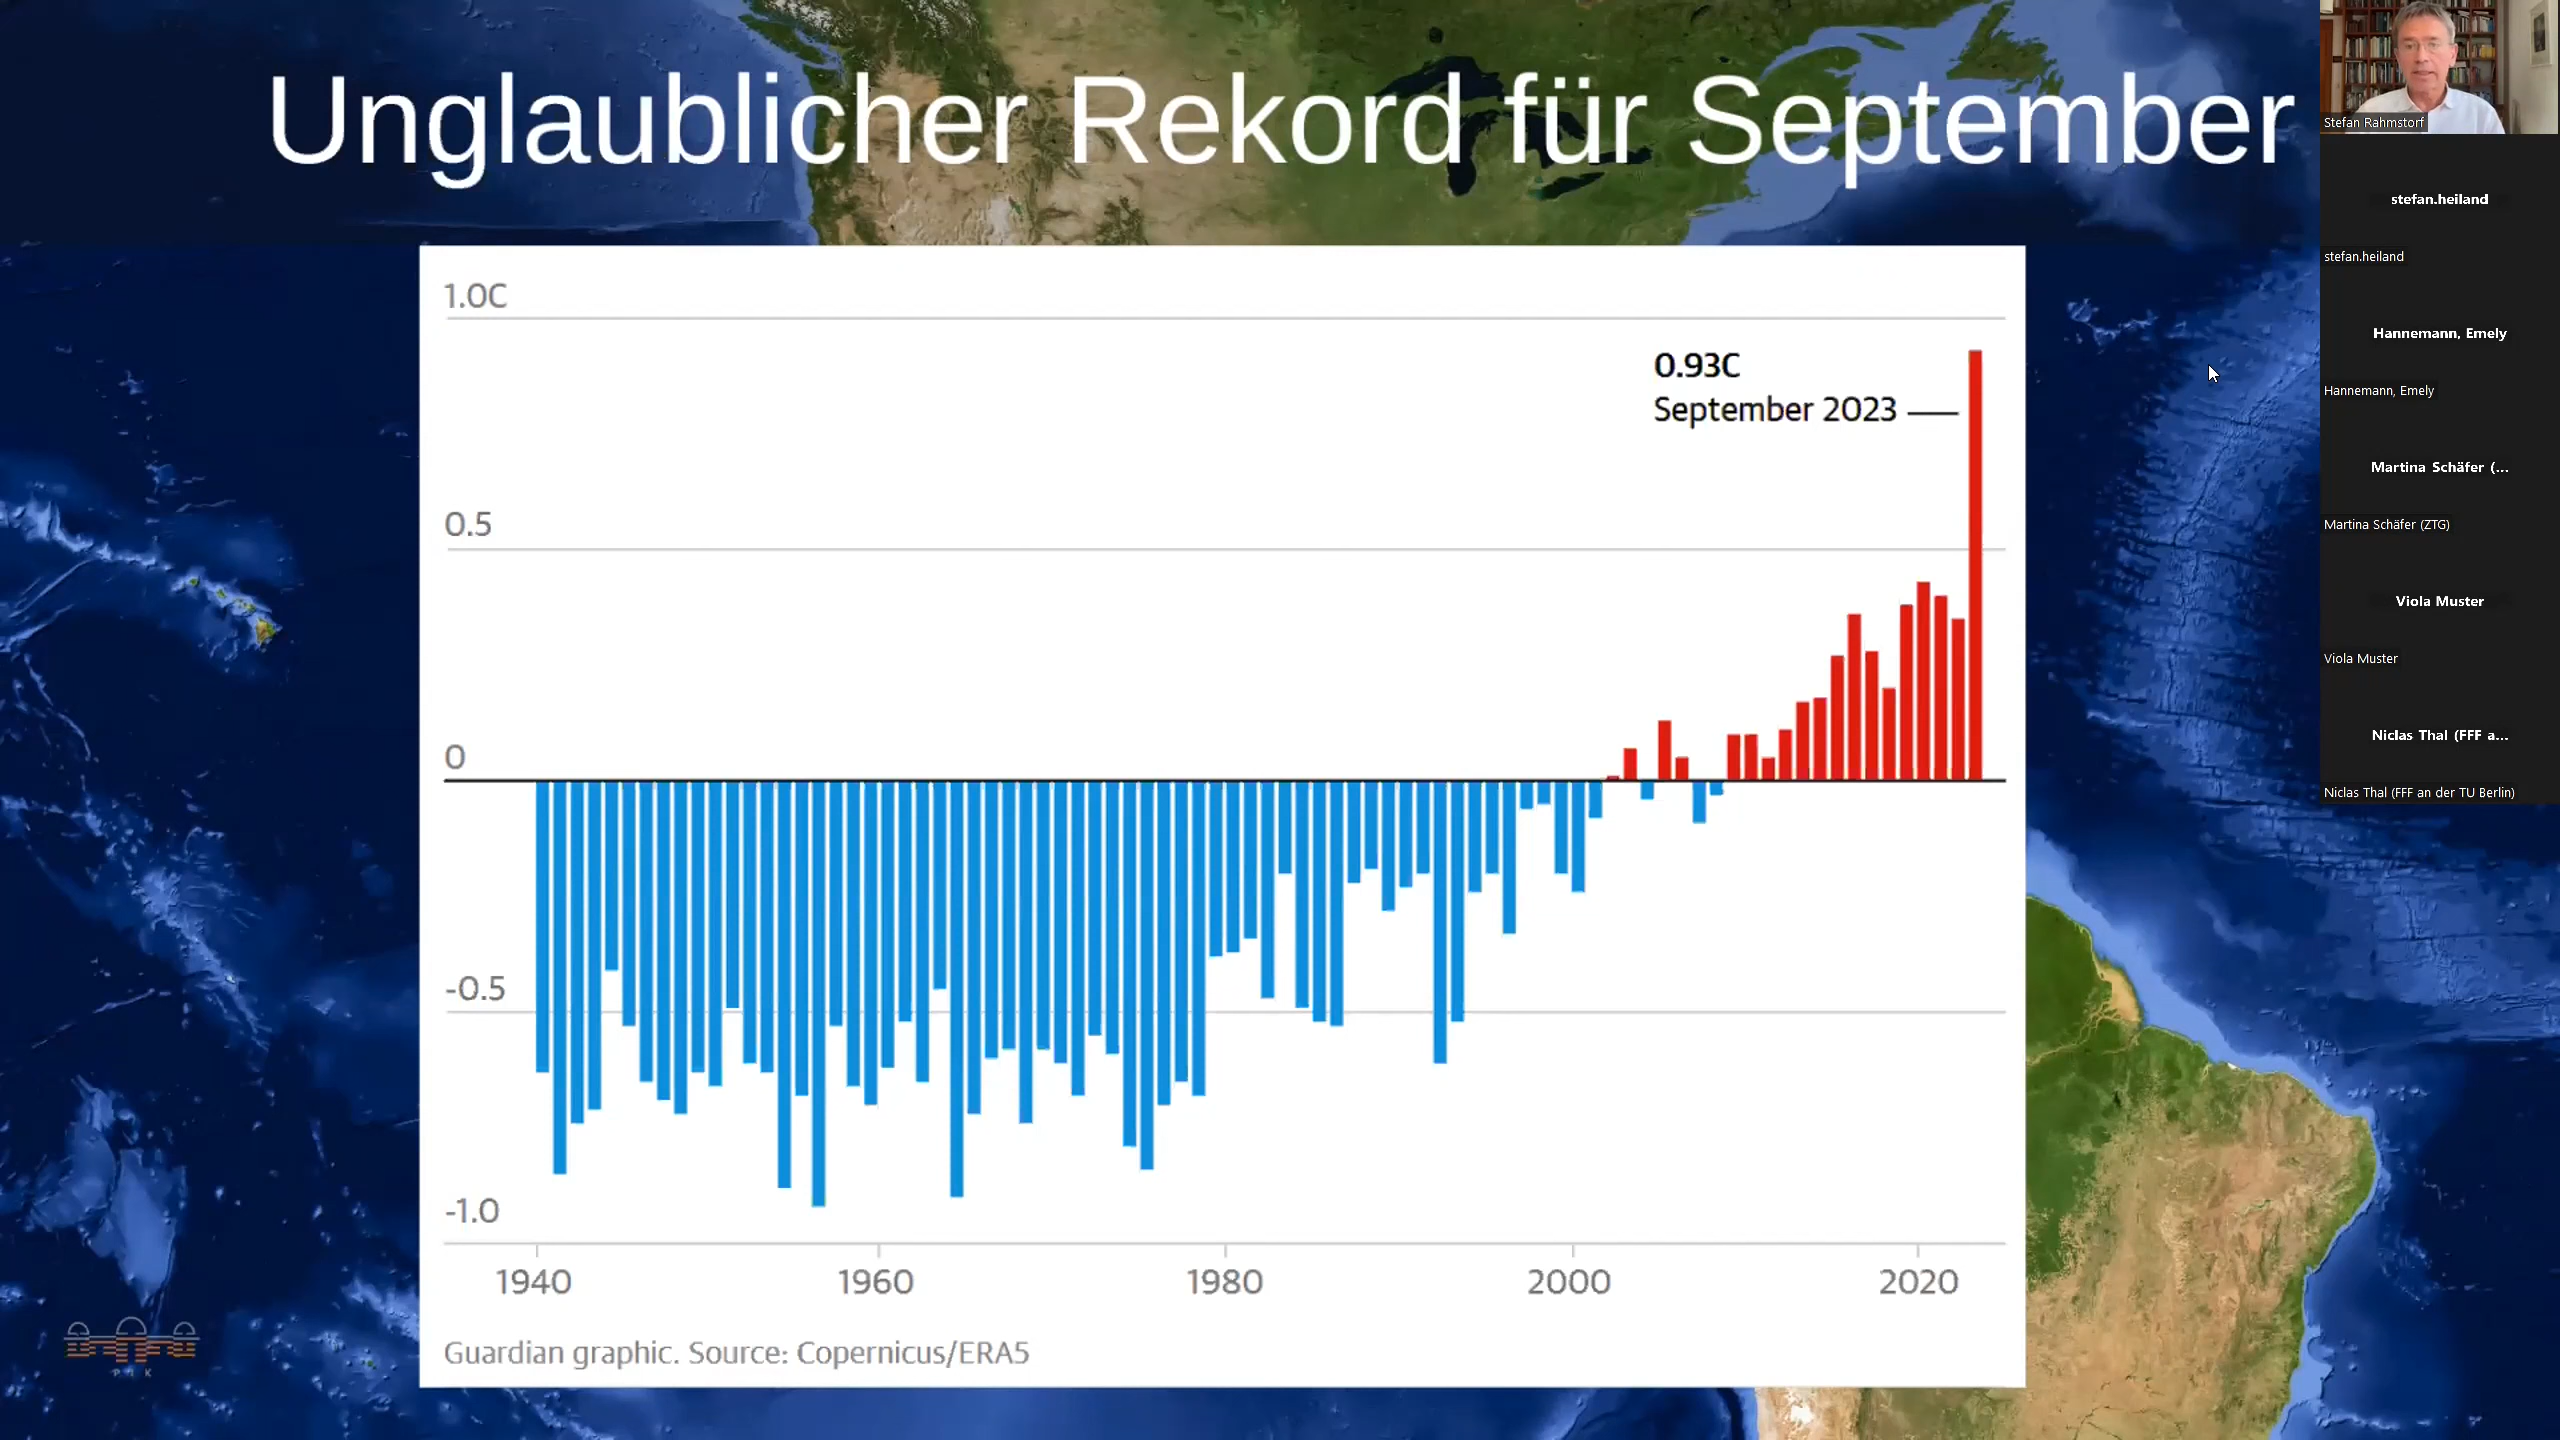 Unglaublicher Rekord für September
1.0C
0.93C
September 2023
0.5
0
-0.5
-1.0
1940 1960 1980 2000 2020
Guardian graphic. Source: Copernicus/ERA5
P I K
Stefan Rahmstorf
stefan.heiland
stefan.heiland
Hannemann, Emely
Hannemann, Emely
Martina Schäfer (...
Martina Schäfer (ZTG)
Viola Muster
Viola Muster
Niclas Thal (FFF a...
Niclas Thal (FFF an der TU Berlin)